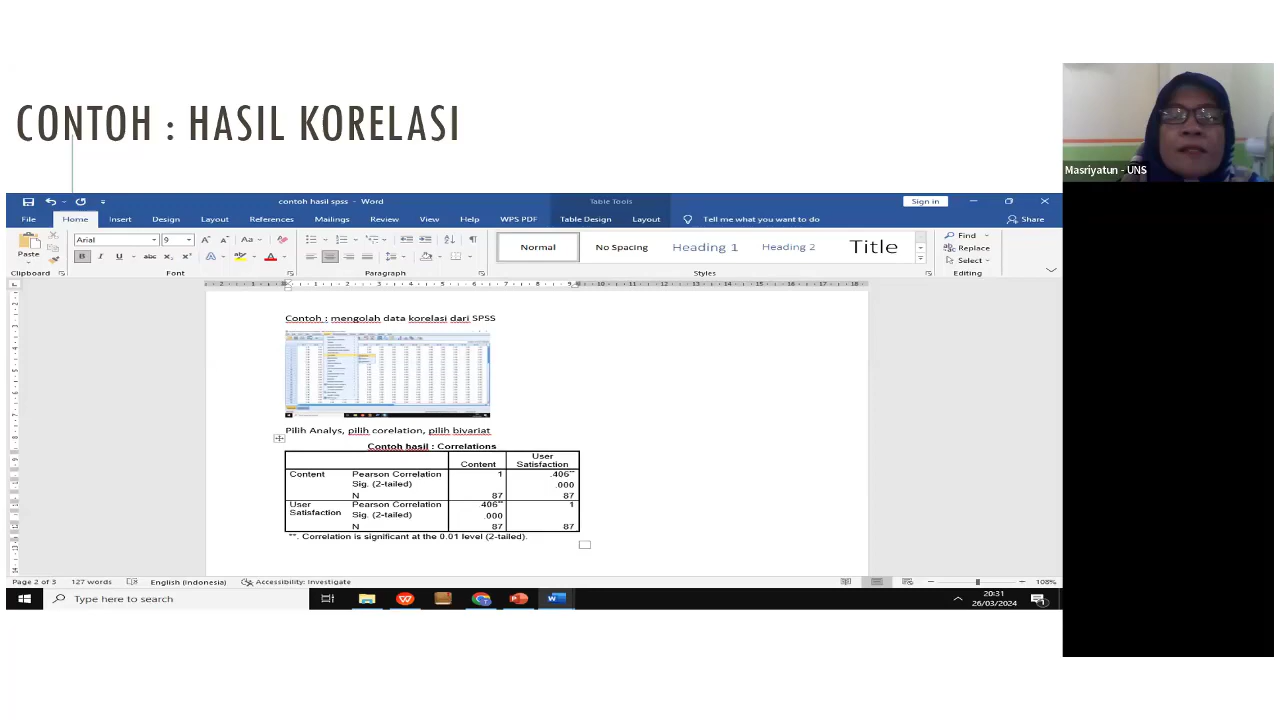 CONTOH : HASIL KORELASI
Masriyatun - UNS
contoh hasil spss - Word
Table Tools
Sign in
File Home Insert Design Layout References Mailings Review View Help WPS PDF Table Design Layout Tell me what you want to do Share
Paste
Arial 9
Aa
Normal
No Spacing
Heading 1
Heading 2
Title
Find
Replace
Select
Clipboard Font Paragraph Styles Editing
Contoh : mengolah data korelasi dari SPSS
Pilih Analys, pilih corelation, pilih bivariat
Contoh hasil : Correlations
Content User Satisfaction
Content Pearson Correlation 1 .406**
Sig. (2-tailed) .000
N 87 87
User Satisfaction Pearson Correlation .406** 1
Sig. (2-tailed) .000
N 87 87
**. Correlation is significant at the 0.01 level (2-tailed).
Page 2 of 3 127 words English (Indonesia) Accessibility: Investigate 108%
Type here to search
20:31
26/03/2024